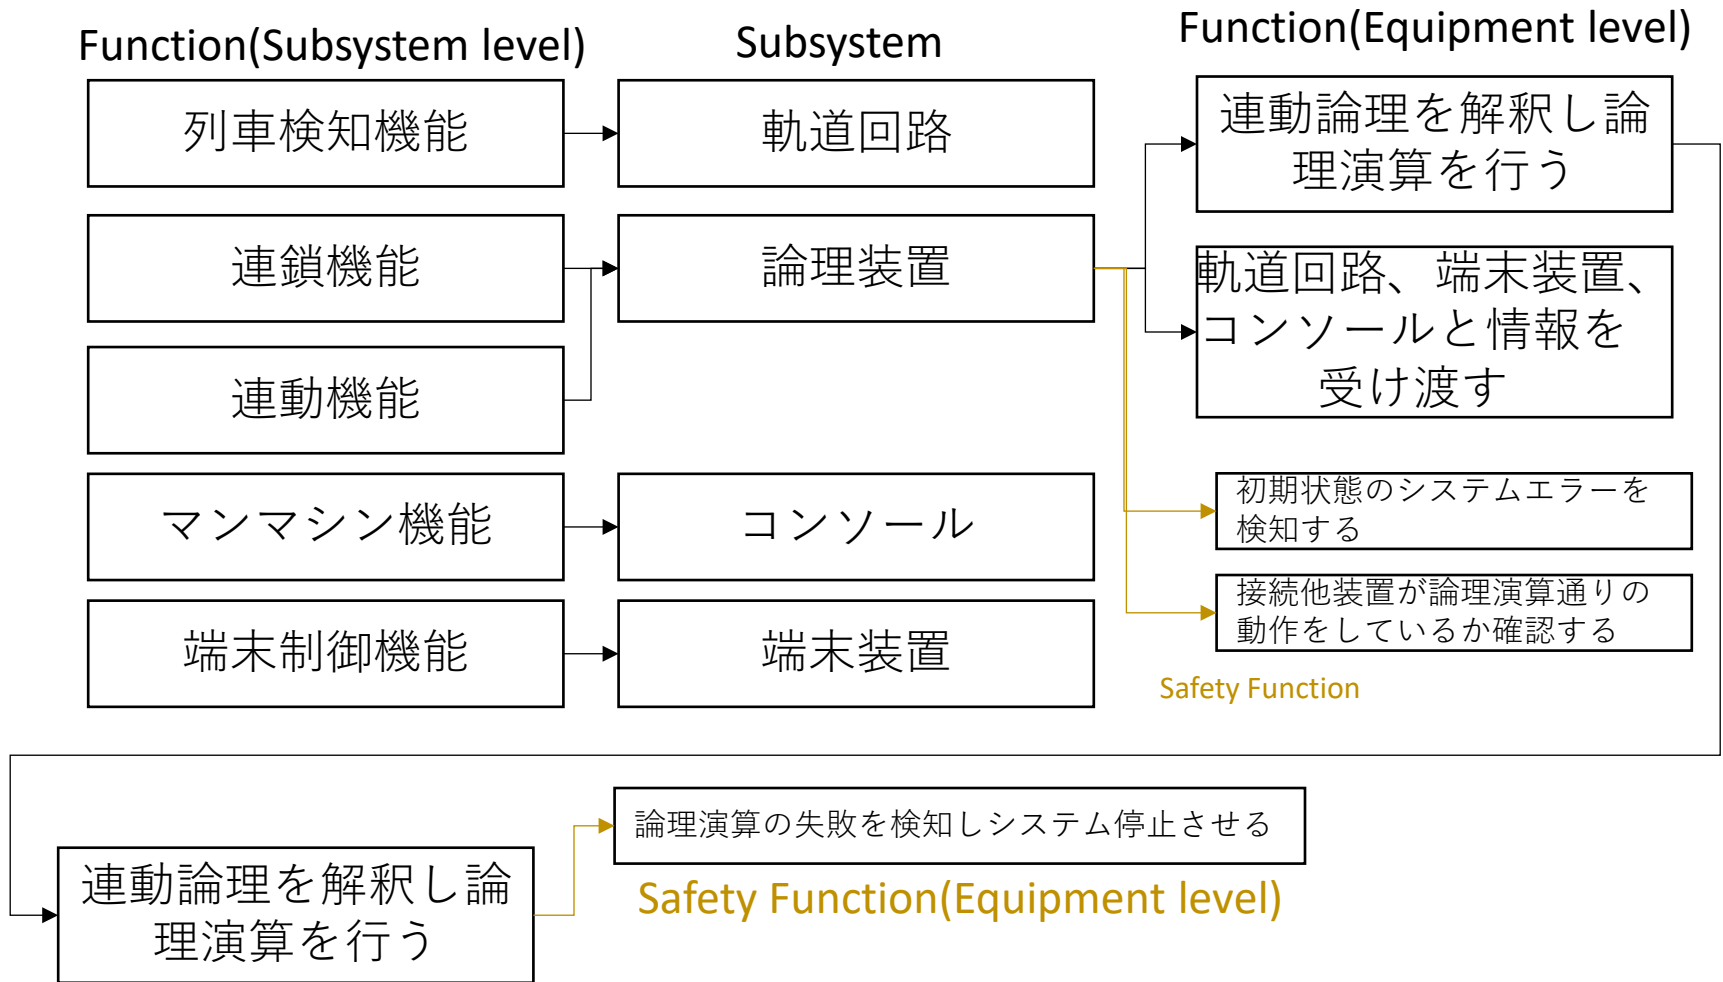 Function(Subsystem level)
Subsystem
Function(Equipment level)
列車検知機能
軌道回路
連動論理を解釈し論
理演算を行う
連鎖機能
論理装置
軌道回路、端末装置、
コンソールと情報を
受け渡す
連動機能
マンマシン機能
コンソール
初期状態のシステムエラーを
検知する
接続他装置が論理演算通りの
動作をしているか確認する
端末制御機能
端末装置
Safety Function
論理演算の失敗を検知しシステム停止させる
連動論理を解釈し論
理演算を行う
Safety Function(Equipment level)